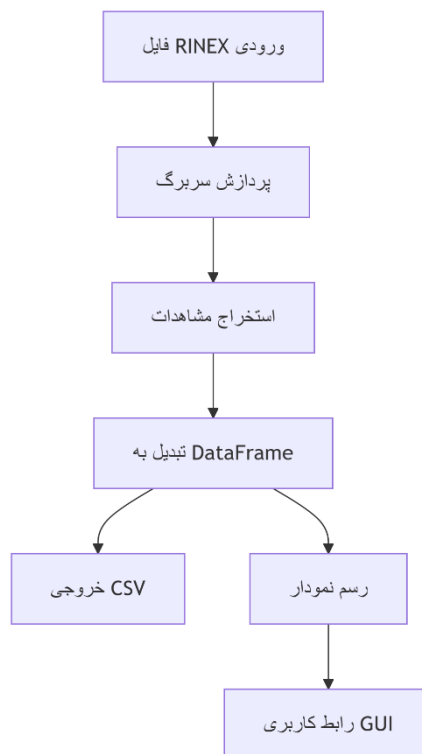 فایل RINEX ورودی
پردازش سربرگ
استخراج مشاهدات
تبدیل به DataFrame
خروجی CSV
رسم نمودار
رابط کاربری GUI